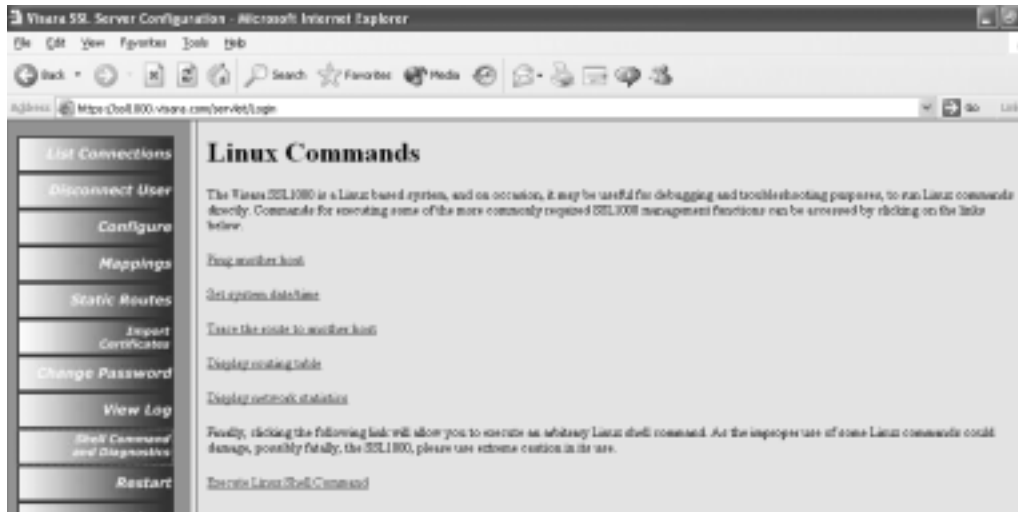 Visara SSL Server Configuration - Microsoft Internet Explorer
File Edit View Favorites Tools Help
Back Search Favorites Media
Address https://ssl1000.visara.com/servlet/Login Go
List Connections
Disconnect User
Configure
Mappings
Static Routes
Import
Certificates
Change Password
View Log
Shell Command
and Diagnostics
Restart
Linux Commands
The Visara SSL1000 is a Linux based system, and on occasion, it may be useful for debugging and troubleshooting purposes, to run Linux commands
directly. Commands for executing some of the more commonly required SSL1000 management functions can be accessed by clicking on the links
below.
Ping another host
Set system date/time
Trace the route to another host
Display routing table
Display network statistics
Finally, clicking the following link will allow you to execute an arbitrary Linux shell command. As the improper use of some Linux commands could
damage, possibly fatally, the SSL1000, please use extreme caution in its use.
Execute Linux Shell Command